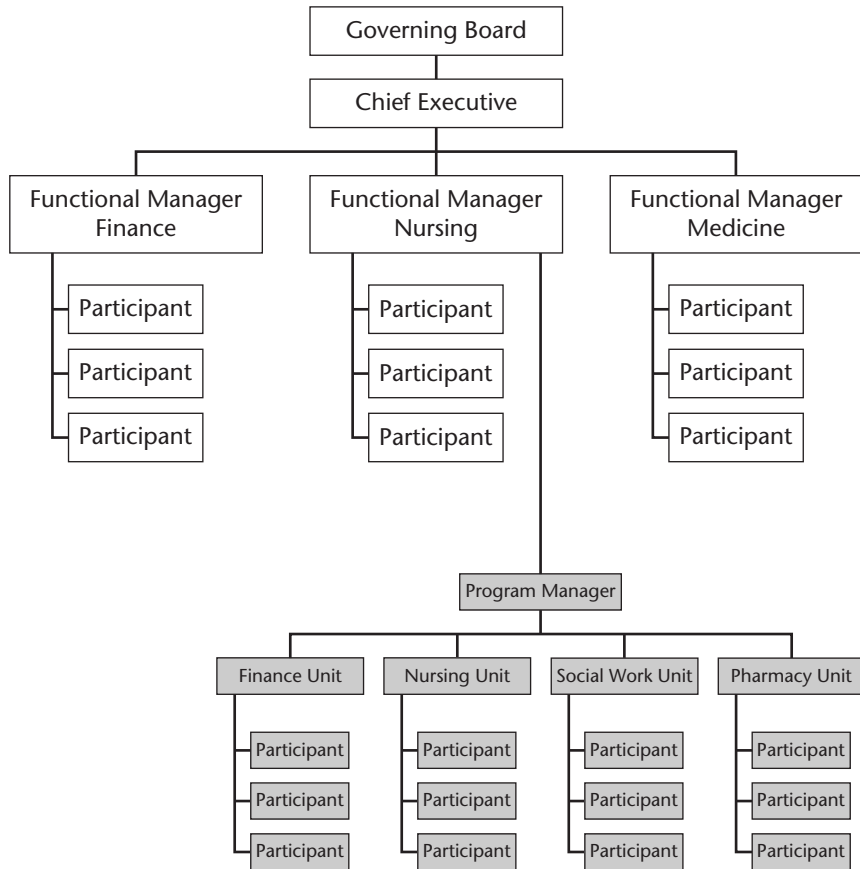 Governing Board
Chief Executive
Functional Manager
Finance
Functional Manager
Nursing
Functional Manager
Medicine
Participant
Participant
Participant
Participant
Participant
Participant
Participant
Participant
Participant
Program Manager
Finance Unit
Nursing Unit
Social Work Unit
Pharmacy Unit
Participant
Participant
Participant
Participant
Participant
Participant
Participant
Participant
Participant
Participant
Participant
Participant